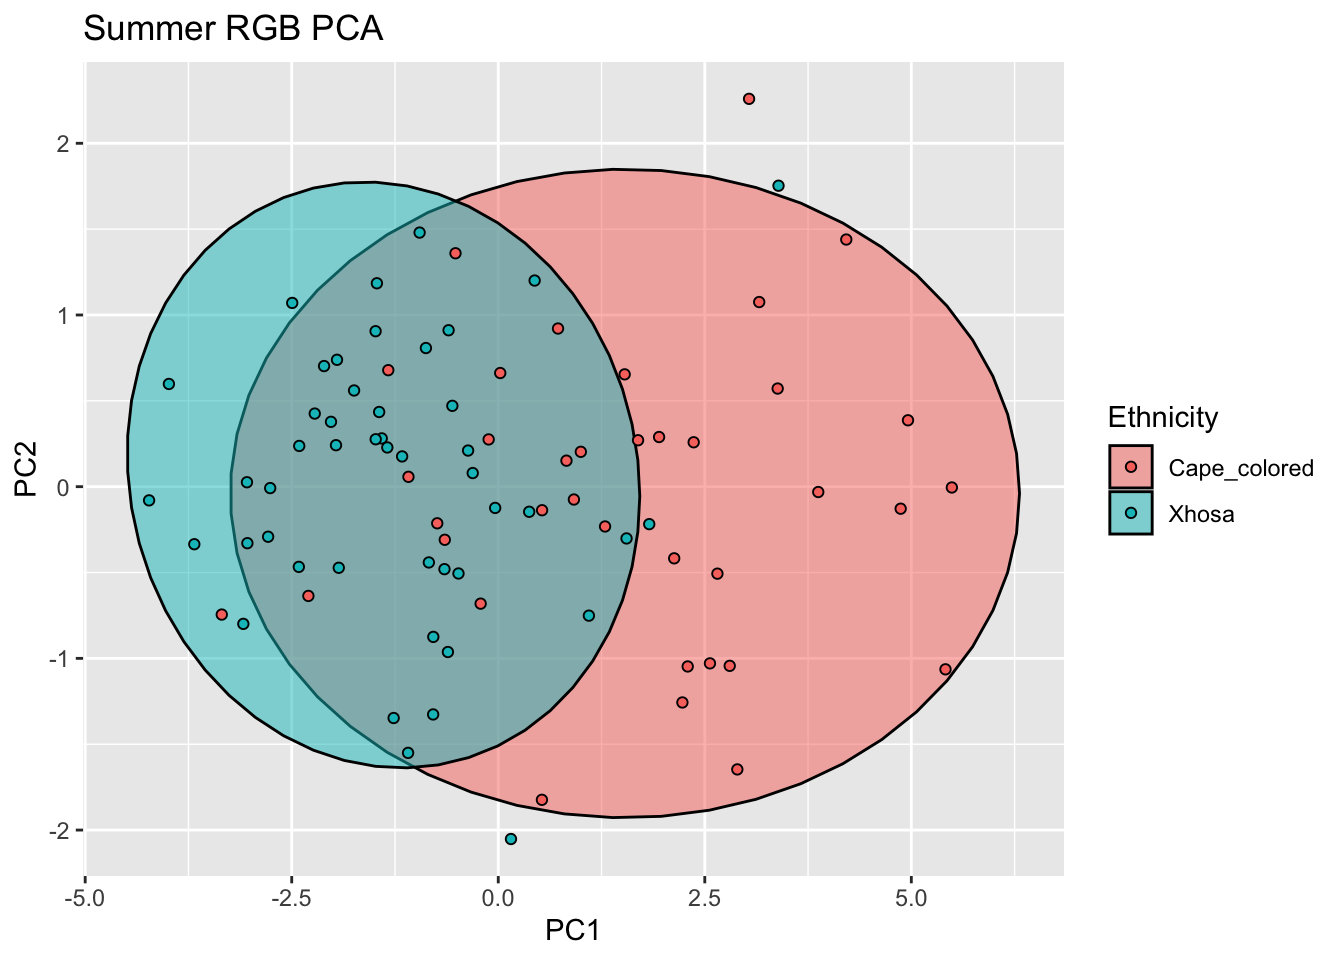 Summer RGB PCA
2
1
0
-1
-2
PC2
-5.0 -2.5 0.0 2.5 5.0
PC1
Ethnicity
Cape_colored
Xhosa